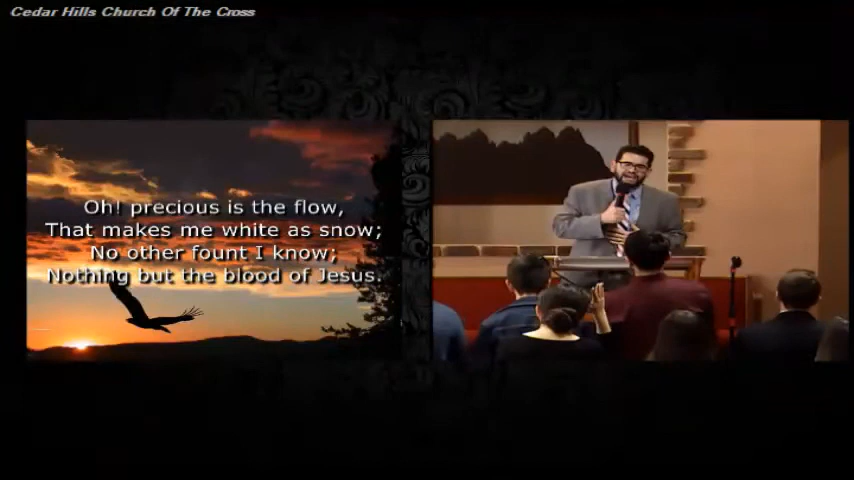 Cedar Hills Church Of The Cross
Oh! precious is the flow,
That makes me white as snow;
No other fount I know;
Nothing but the blood of Jesus.